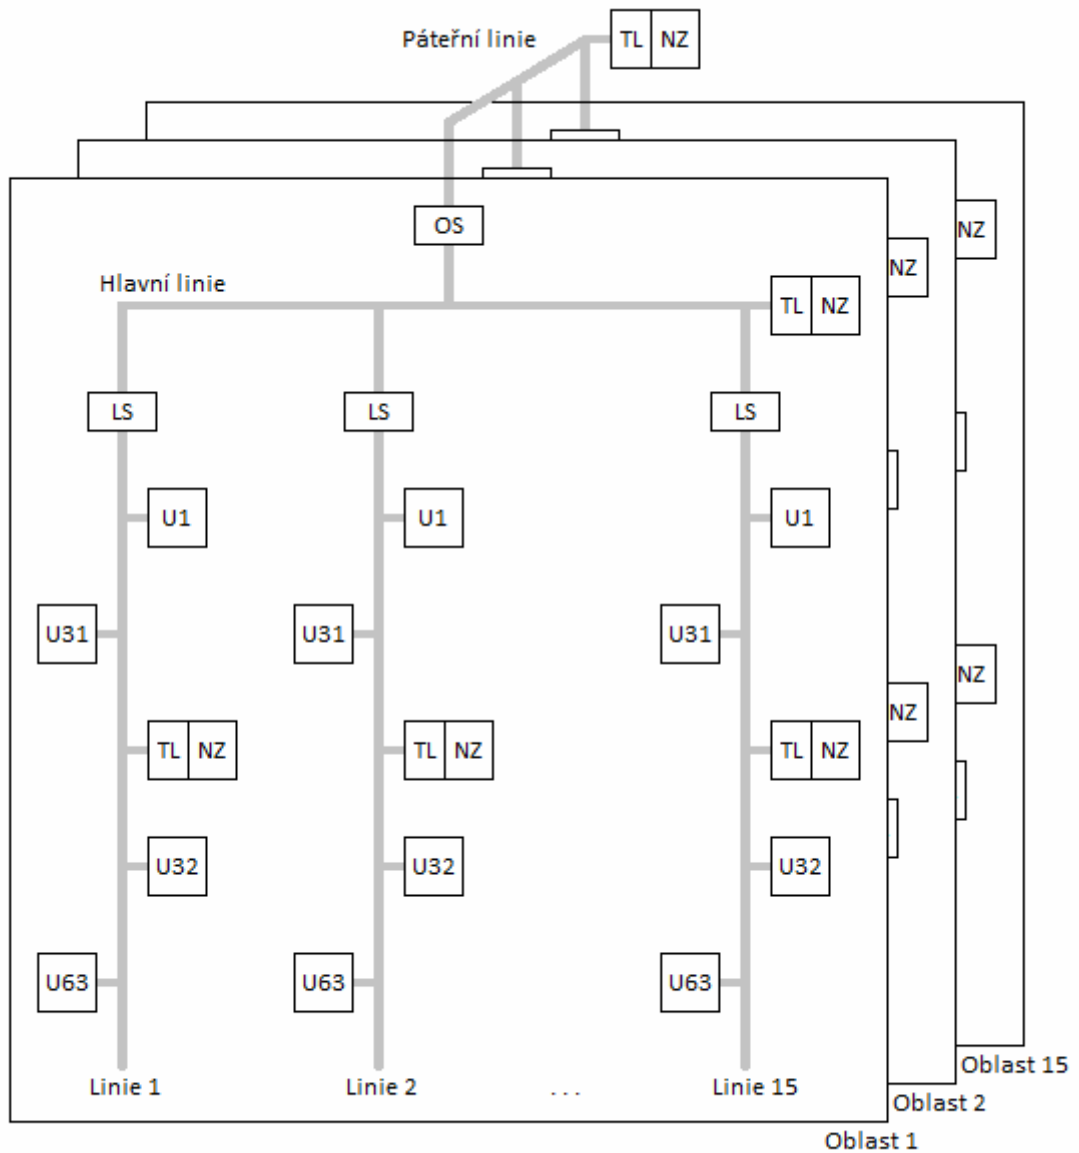 Páteřní linie
TL NZ
OS
NZ
NZ
Hlavní linie
TL NZ
LS LS LS
U1 U1 U1
U31 U31 U31
NZ
NZ
TL NZ TL NZ TL NZ
U32 U32 U32
U63 U63 U63
Linie 1 Linie 2 ... Linie 15
Oblast 15
Oblast 2
Oblast 1